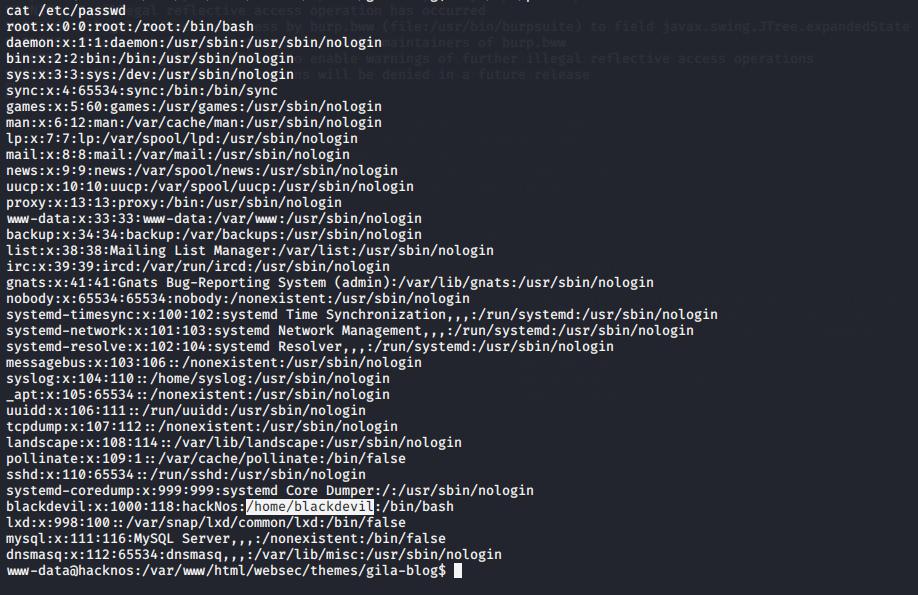 cat /etc/passwd
root:x:0:0:root:/root:/bin/bash
daemon:x:1:1:daemon:/usr/sbin:/usr/sbin/nologin
bin:x:2:2:bin:/bin:/usr/sbin/nologin
sys:x:3:3:sys:/dev:/usr/sbin/nologin
sync:x:4:65534:sync:/bin:/bin/sync
games:x:5:60:games:/usr/games:/usr/sbin/nologin
man:x:6:12:man:/var/cache/man:/usr/sbin/nologin
lp:x:7:7:lp:/var/spool/lpd:/usr/sbin/nologin
mail:x:8:8:mail:/var/mail:/usr/sbin/nologin
news:x:9:9:news:/var/spool/news:/usr/sbin/nologin
uucp:x:10:10:uucp:/var/spool/uucp:/usr/sbin/nologin
proxy:x:13:13:proxy:/bin:/usr/sbin/nologin
www-data:x:33:33:www-data:/var/www:/usr/sbin/nologin
backup:x:34:34:backup:/var/backups:/usr/sbin/nologin
list:x:38:38:Mailing List Manager:/var/list:/usr/sbin/nologin
irc:x:39:39:ircd:/var/run/ircd:/usr/sbin/nologin
gnats:x:41:41:Gnats Bug-Reporting System (admin):/var/lib/gnats:/usr/sbin/nologin
nobody:x:65534:65534:nobody:/nonexistent:/usr/sbin/nologin
systemd-timesync:x:100:102:systemd Time Synchronization,,,:/run/systemd:/usr/sbin/nologin
systemd-network:x:101:103:systemd Network Management,,,:/run/systemd:/usr/sbin/nologin
systemd-resolve:x:102:104:systemd Resolver,,,:/run/systemd:/usr/sbin/nologin
messagebus:x:103:106::/nonexistent:/usr/sbin/nologin
syslog:x:104:110::/home/syslog:/usr/sbin/nologin
_apt:x:105:65534::/nonexistent:/usr/sbin/nologin
uuidd:x:106:111::/run/uuidd:/usr/sbin/nologin
tcpdump:x:107:112::/nonexistent:/usr/sbin/nologin
landscape:x:108:114::/var/lib/landscape:/usr/sbin/nologin
pollinate:x:109:1::/var/cache/pollinate:/bin/false
sshd:x:110:65534::/run/sshd:/usr/sbin/nologin
systemd-coredump:x:999:999:systemd Core Dumper:/:/usr/sbin/nologin
blackdevil:x:1000:118:hackNos:/home/blackdevil:/bin/bash
lxd:x:998:100::/var/snap/lxd/common/lxd:/bin/false
mysql:x:111:116:MySQL Server,,,:/nonexistent:/bin/false
dnsmasq:x:112:65534:dnsmasq,,,:/var/lib/misc:/usr/sbin/nologin
www-data@hacknos:/var/www/html/websec/themes/gila-blog$